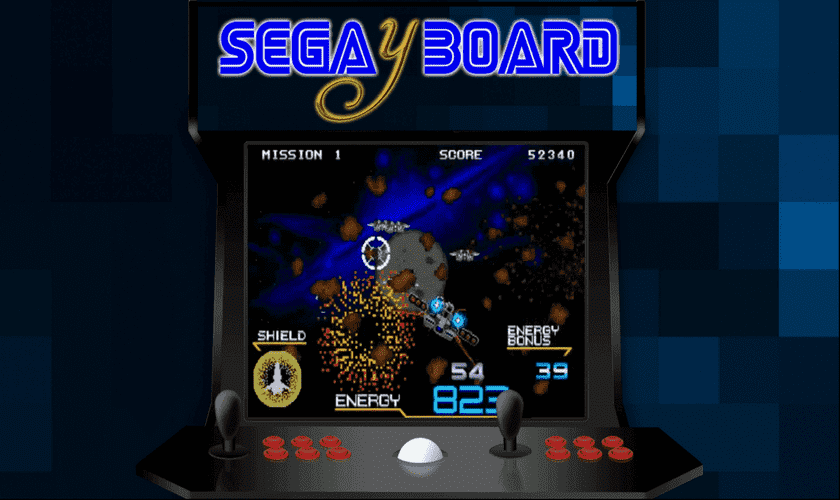 SEGA Y BOARD
MISSION 1 SCORE 52340
SHIELD
ENERGY
BONUS
54 39
ENERGY 823